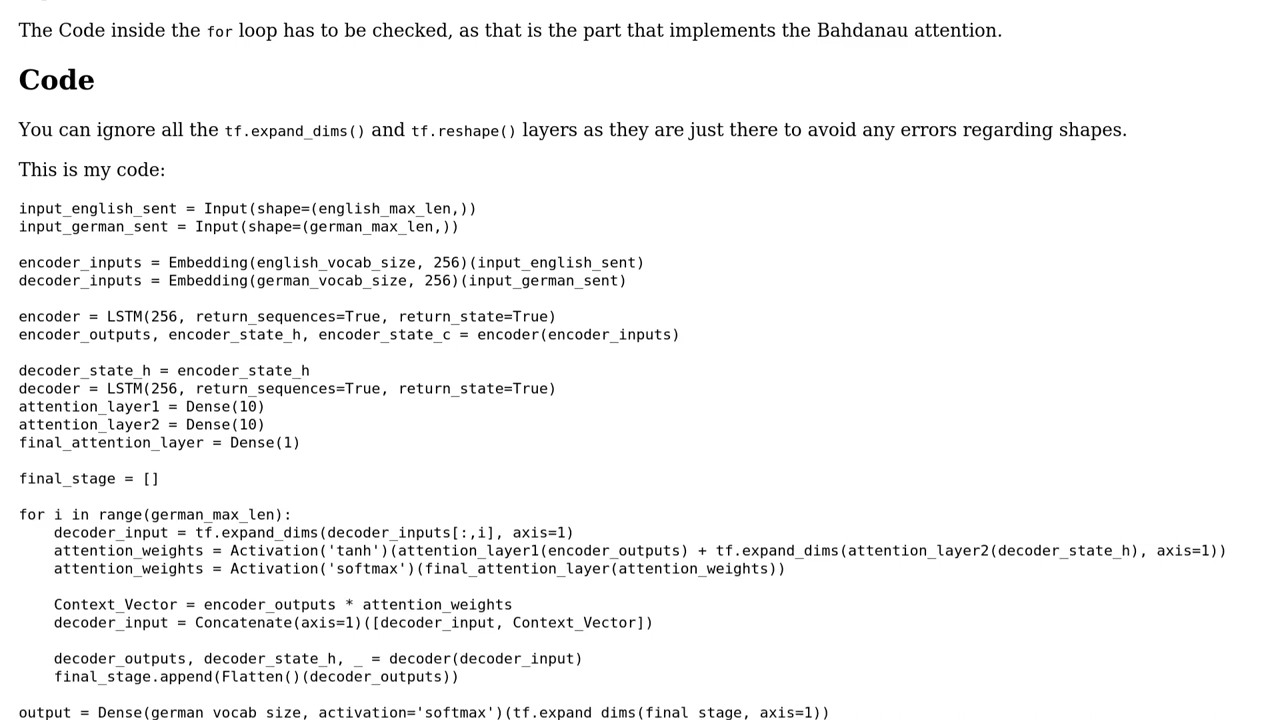 The Code inside the for loop has to be checked, as that is the part that implements the Bahdanau attention.
Code
You can ignore all the tf.expand_dims() and tf.reshape() layers as they are just there to avoid any errors regarding shapes.
This is my code:
input_english_sent = Input(shape=(english_max_len,))
input_german_sent = Input(shape=(german_max_len,))
encoder_inputs = Embedding(english_vocab_size, 256)(input_english_sent)
decoder_inputs = Embedding(german_vocab_size, 256)(input_german_sent)
encoder = LSTM(256, return_sequences=True, return_state=True)
encoder_outputs, encoder_state_h, encoder_state_c = encoder(encoder_inputs)
decoder_state_h = encoder_state_h
decoder = LSTM(256, return_sequences=True, return_state=True)
attention_layer1 = Dense(10)
attention_layer2 = Dense(10)
final_attention_layer = Dense(1)
final_stage = []
for i in range(german_max_len):
    decoder_input = tf.expand_dims(decoder_inputs[:,i], axis=1)
    attention_weights = Activation('tanh')(attention_layer1(encoder_outputs) + tf.expand_dims(attention_layer2(decoder_state_h), axis=1))
    attention_weights = Activation('softmax')(final_attention_layer(attention_weights))
    Context_Vector = encoder_outputs * attention_weights
    decoder_input = Concatenate(axis=1)([decoder_input, Context_Vector])
    decoder_outputs, decoder_state_h, _ = decoder(decoder_input)
    final_stage.append(Flatten()(decoder_outputs))
output = Dense(german_vocab_size, activation='softmax')(tf.expand_dims(final_stage, axis=1))